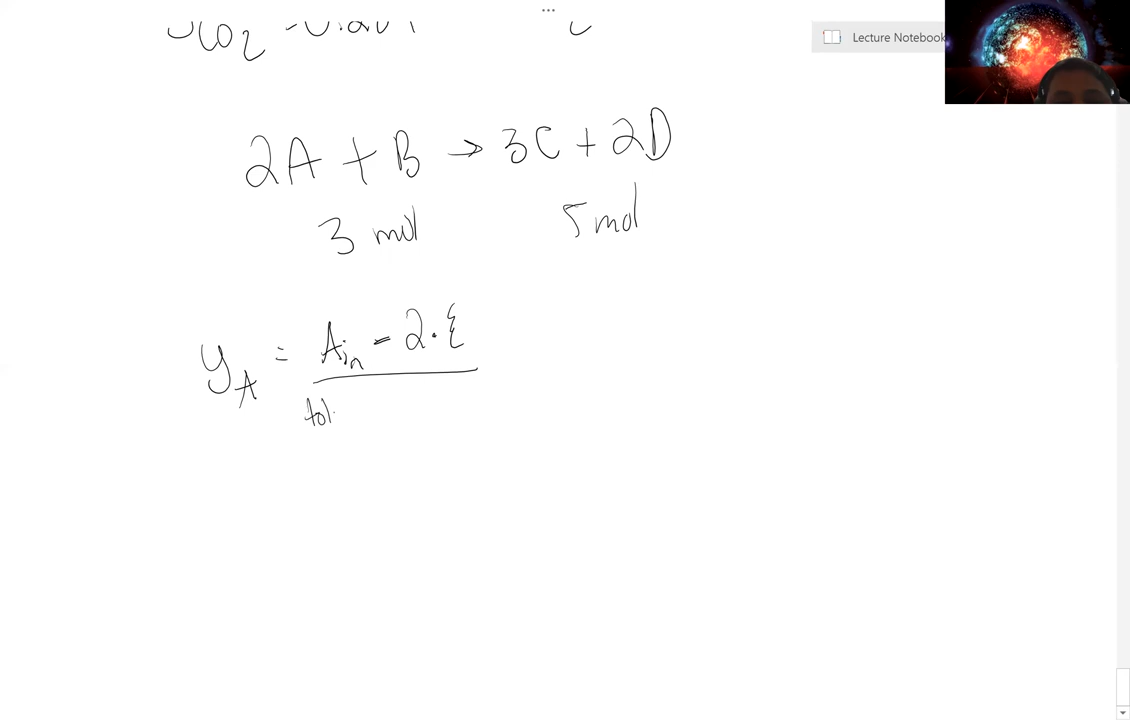 Lecture Notebook
2A + B → 3C + 2D
3 mol 5 mol
y_A = A_in - 2·ξ
tot